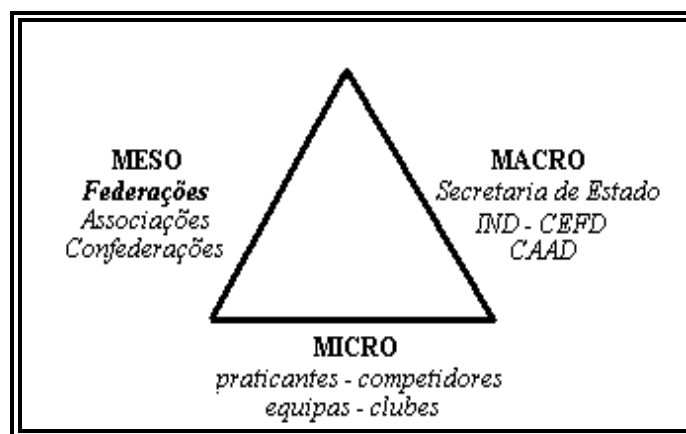 MESO
Federações
Associações
Confederações
MACRO
Secretaria de Estado
IND - CEFD
CAAD
MICRO
praticantes - competidores
equipas - clubes